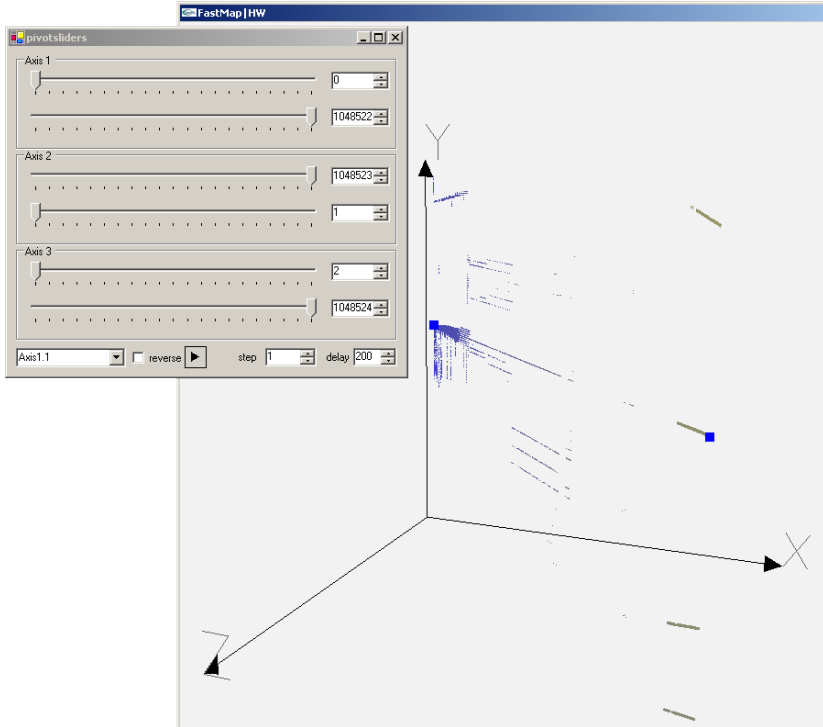 FastMap|HW
pivotsliders
Axis 1
0
1048522
Axis 2
1048523
1
Axis 3
2
1048524
Axis1.1 reverse step 1 delay 200
Y
X
Z